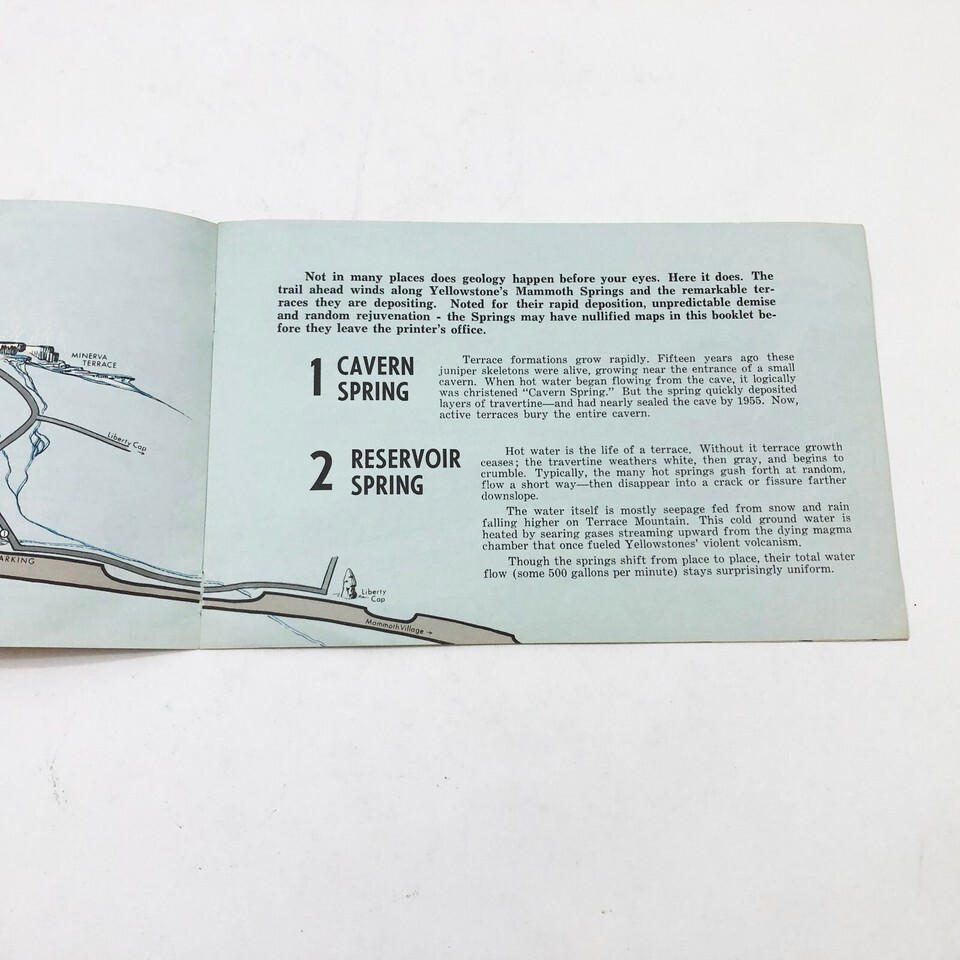 MINERVA
TERRACE
Liberty Cap
ARKING
Not in many places does geology happen before your eyes. Here it does. The
trail ahead winds along Yellowstone's Mammoth Springs and the remarkable ter-
races they are depositing. Noted for their rapid deposition, unpredictable demise
and random rejuvenation - the Springs may have nullified maps in this booklet be-
fore they leave the printer's office.
1 CAVERN
SPRING
Terrace formations grow rapidly. Fifteen years ago these
juniper skeletons were alive, growing near the entrance of a small
cavern. When hot water began flowing from the cave, it logically
was christened "Cavern Spring." But the spring quickly deposited
layers of travertine—and had nearly sealed the cave by 1955. Now,
active terraces bury the entire cavern.
2 RESERVOIR
SPRING
Hot water is the life of a terrace. Without it terrace growth
ceases; the travertine weathers white, then gray, and begins to
crumble. Typically, the many hot springs gush forth at random,
flow a short way—then disappear into a crack or fissure farther
downslope.
The water itself is mostly seepage fed from snow and rain
falling higher on Terrace Mountain. This cold ground water is
heated by searing gases streaming upward from the dying magma
chamber that once fueled Yellowstones' violent volcanism.
Though the springs shift from place to place, their total water
flow (some 500 gallons per minute) stays surprisingly uniform.
Liberty
Cap
Mammoth Village →